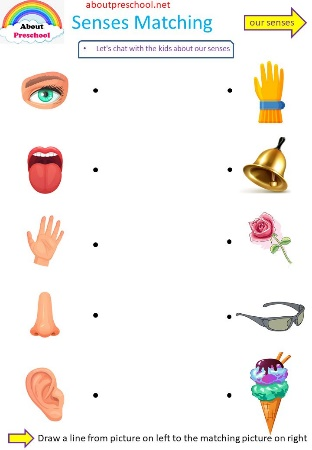 aboutpreschool.net
About
Preschool
Senses Matching
our senses
• Let's chat with the kids about our senses
Draw a line from picture on left to the matching picture on right